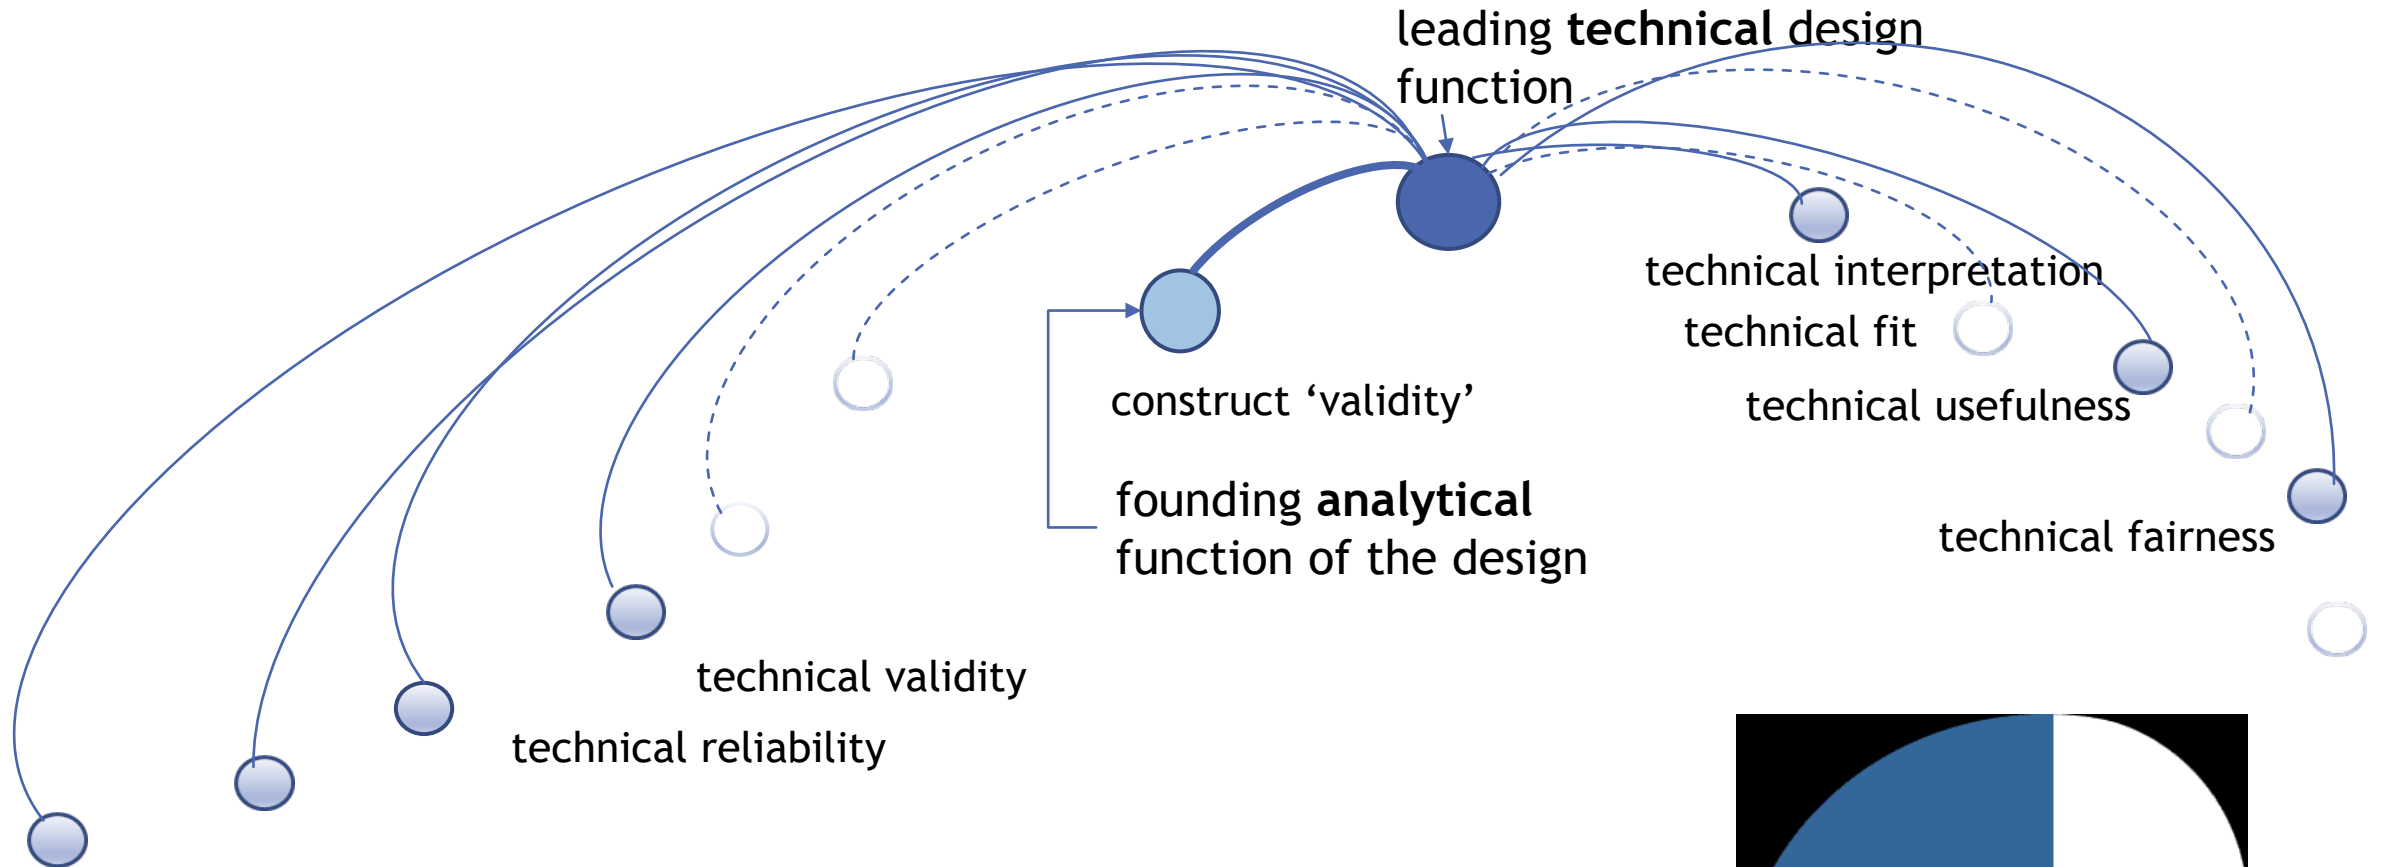 leading technical design
function
technical interpretation
technical fit
technical usefulness
construct ‘validity’
founding analytical
function of the design
technical fairness
technical validity
technical reliability